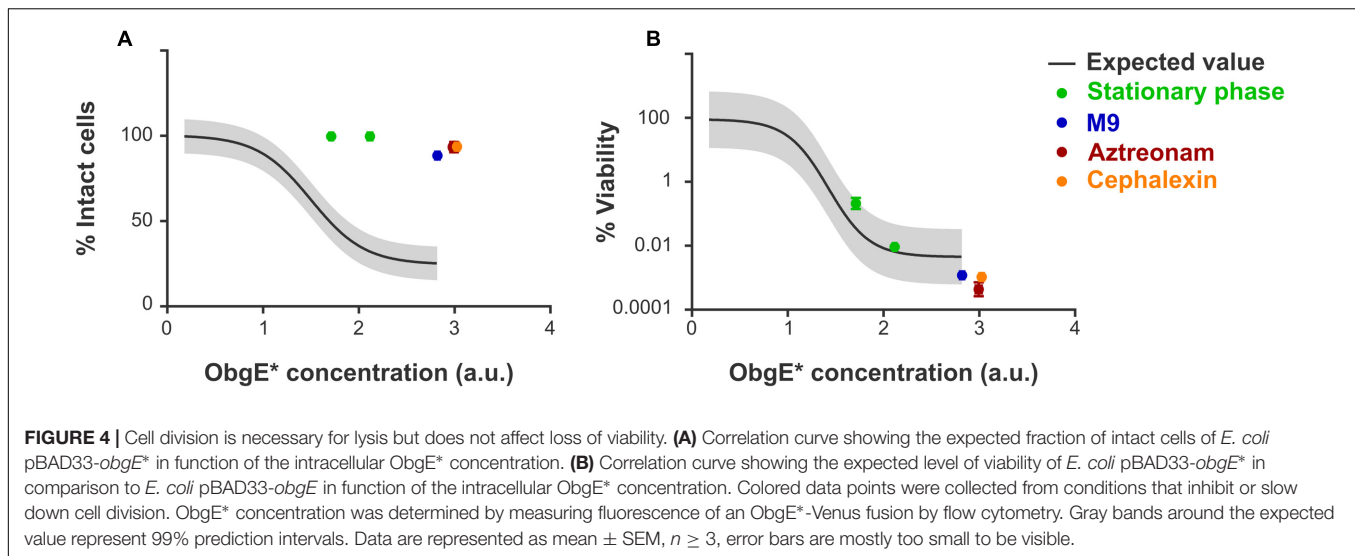 A
% Intact cells
100
50
0
0 1 2 3 4
ObgE* concentration (a.u.)
B
% Viability
100
1
0.01
0.0001
0 1 2 3 4
ObgE* concentration (a.u.)
Expected value
Stationary phase
M9
Aztreonam
Cephalexin
FIGURE 4 | Cell division is necessary for lysis but does not affect loss of viability. (A) Correlation curve showing the expected fraction of intact cells of E. coli
pBAD33-obgE* in function of the intracellular ObgE* concentration. (B) Correlation curve showing the expected level of viability of E. coli pBAD33-obgE* in
comparison to E. coli pBAD33-obgE in function of the intracellular ObgE* concentration. Colored data points were collected from conditions that inhibit or slow
down cell division. ObgE* concentration was determined by measuring fluorescence of an ObgE*-Venus fusion by flow cytometry. Gray bands around the expected
value represent 99% prediction intervals. Data are represented as mean ± SEM, n ≥ 3, error bars are mostly too small to be visible.